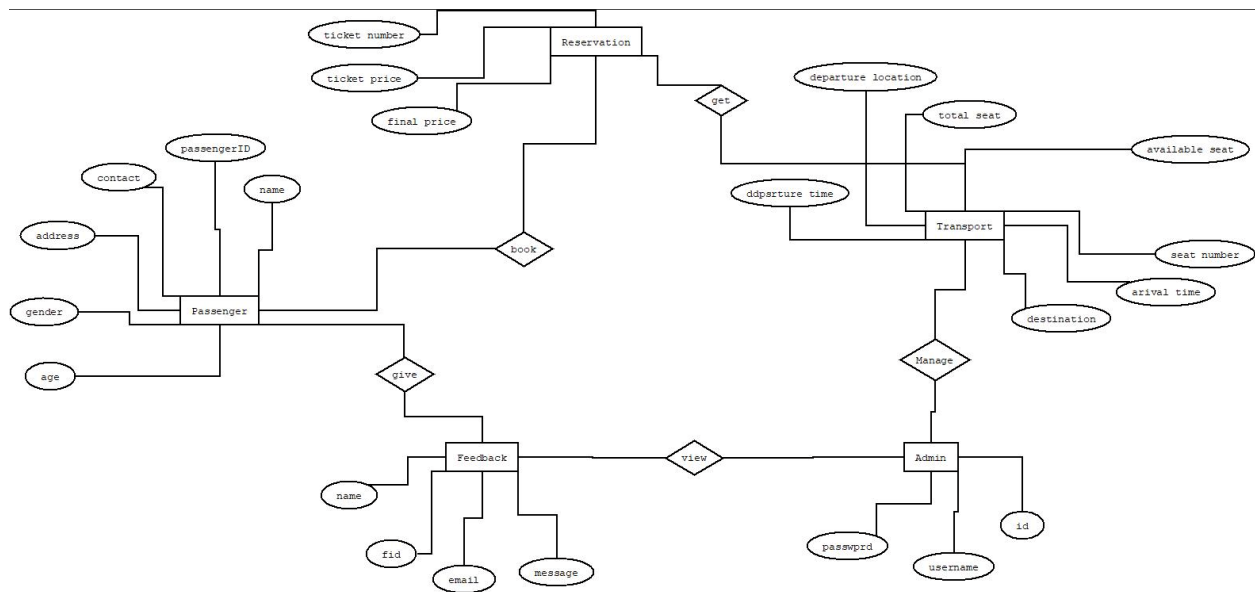 ticket number
Reservation
ticket price
departure location
get
final price
total seat
passengerID
available seat
contact
name
ddpsrture time
address
Transport
book
seat number
arival time
gender
Passenger
destination
Manage
age
give
Feedback
view
Admin
name
id
passwprd
fid
username
message
email